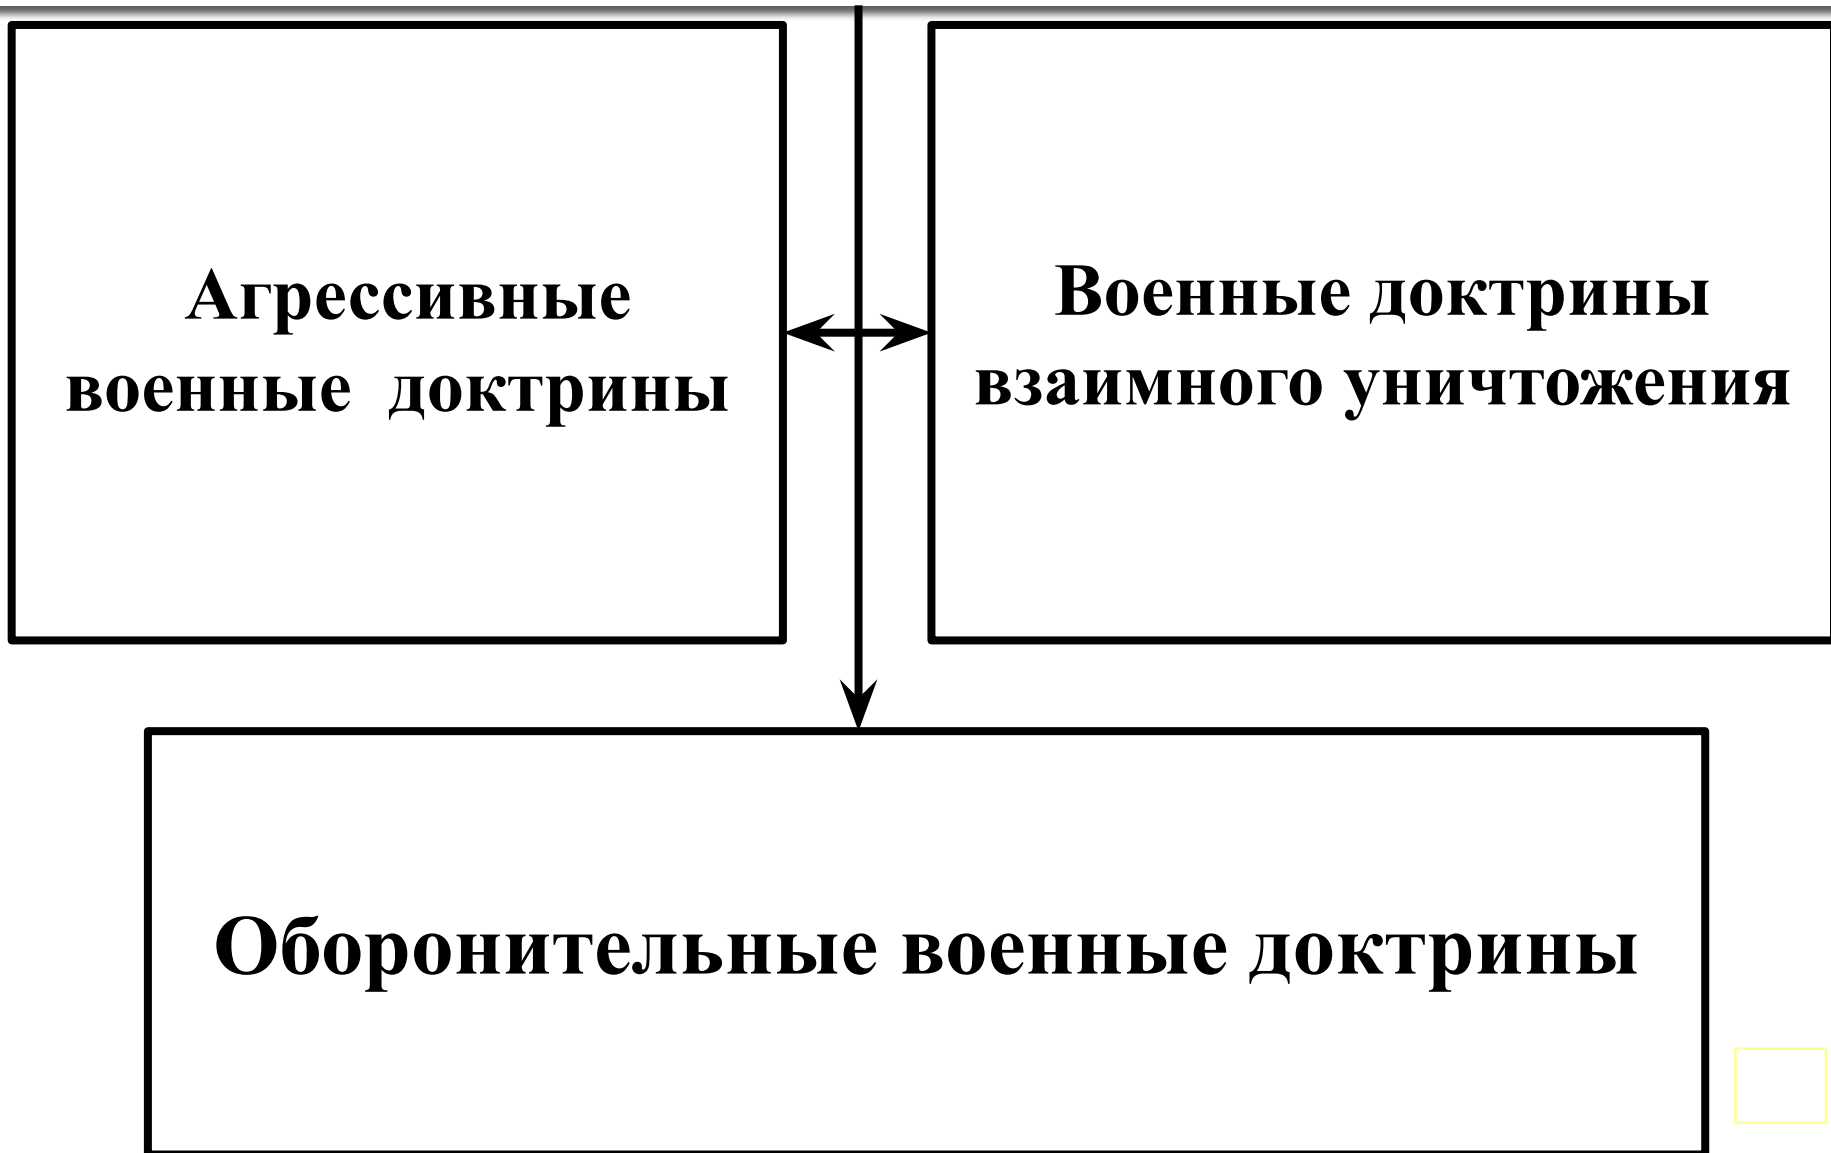 Агрессивные
военные доктрины
Военные доктрины
взаимного уничтожения
Оборонительные военные доктрины